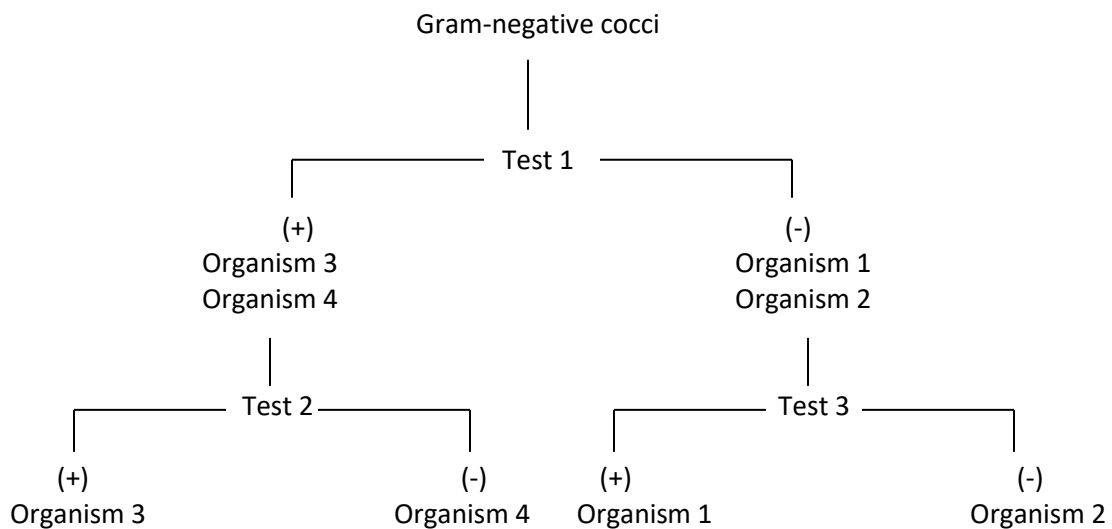 Gram-negative cocci
Test 1
(+)
Organism 3
Organism 4
(-)
Organism 1
Organism 2
Test 2
Test 3
(+)
Organism 3
(-)
Organism 4
(+)
Organism 1
(-)
Organism 2